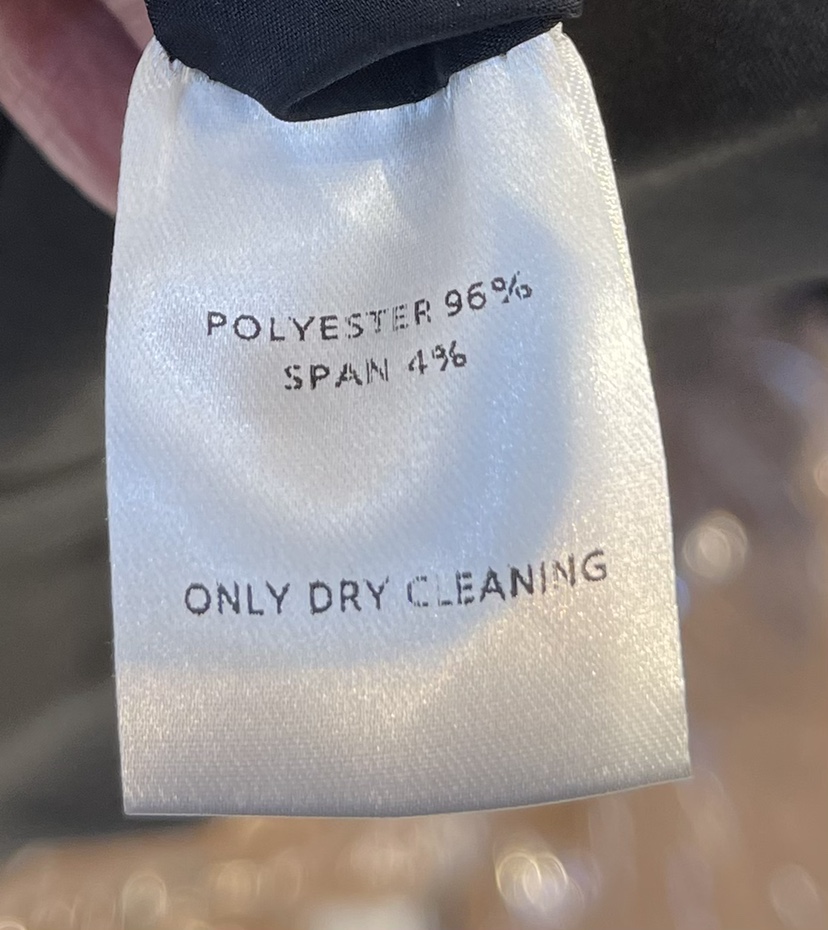 POLYESTER 96%
SPAN 4%
ONLY DRY CLEANING